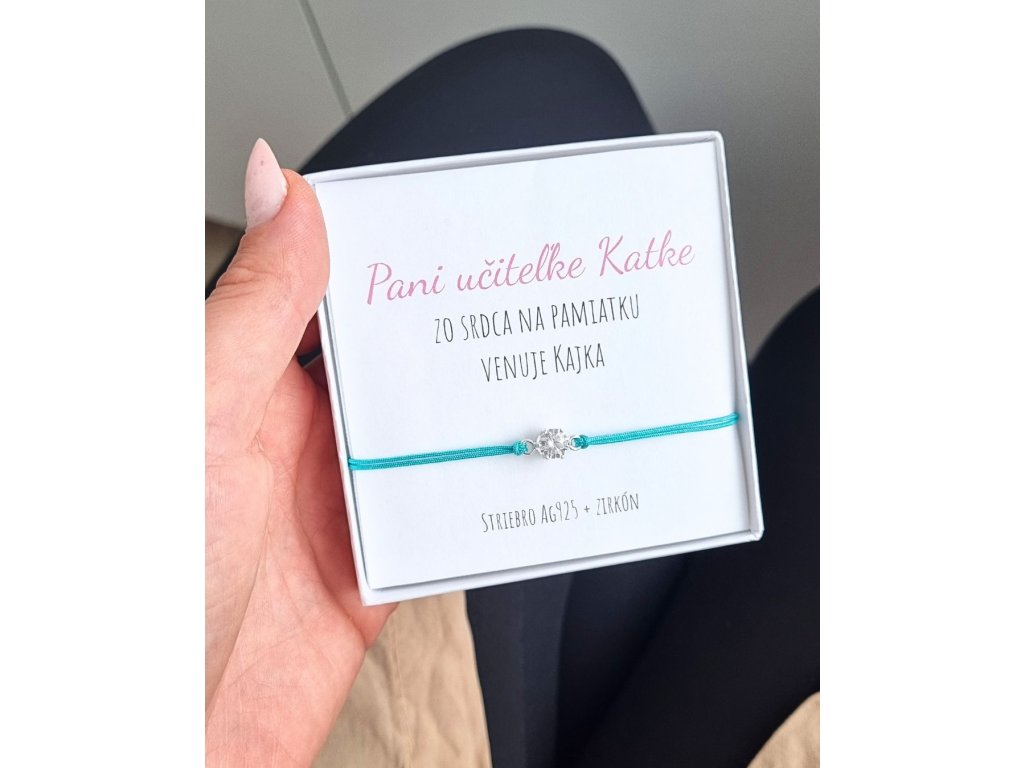 Pani učiteľke Katke
ZO SRDCA NA PAMIATKU
VENUJE KAJKA
STRIEBRO AG925 + ZIRKÓN